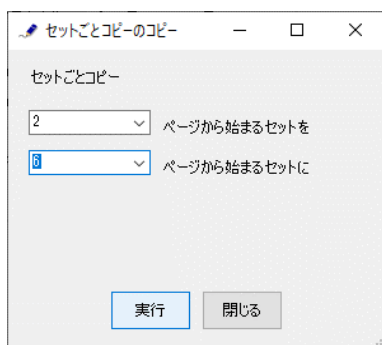 セットごとコピーのコピー
セットごとコピー
2 ページから始まるセットを
6 ページから始まるセットに
実行 閉じる